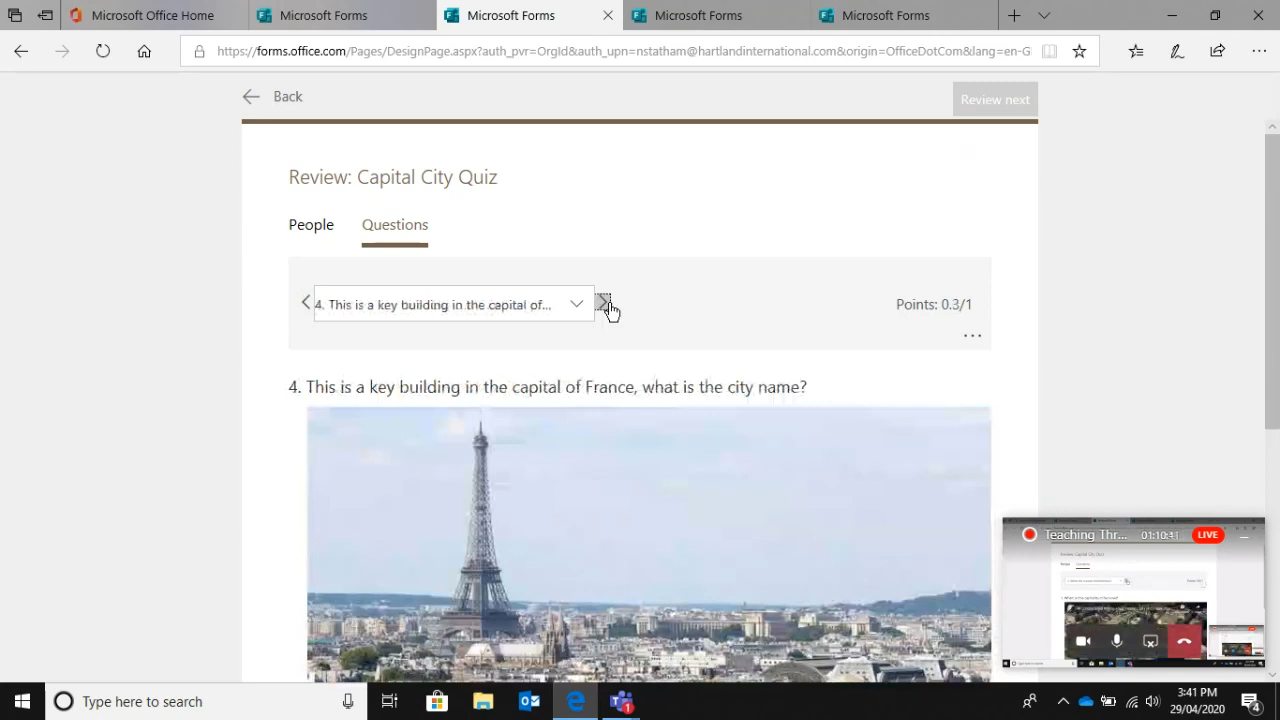 Microsoft Office Home
Microsoft Forms
Microsoft Forms
Microsoft Forms
Microsoft Forms
https://forms.office.com/Pages/DesignPage.aspx?auth_pvr=OrgId&auth_upn=nstatham@hartlandinternational.com&origin=OfficeDotCom&lang=en-G
Back
Review next
Review: Capital City Quiz
People
Questions
4. This is a key building in the capital of...
Points: 0.3/1
4. This is a key building in the capital of France, what is the city name?
Teaching Thr...
01:10:41
LIVE
Type here to search
1
3:41 PM
29/04/2020
4